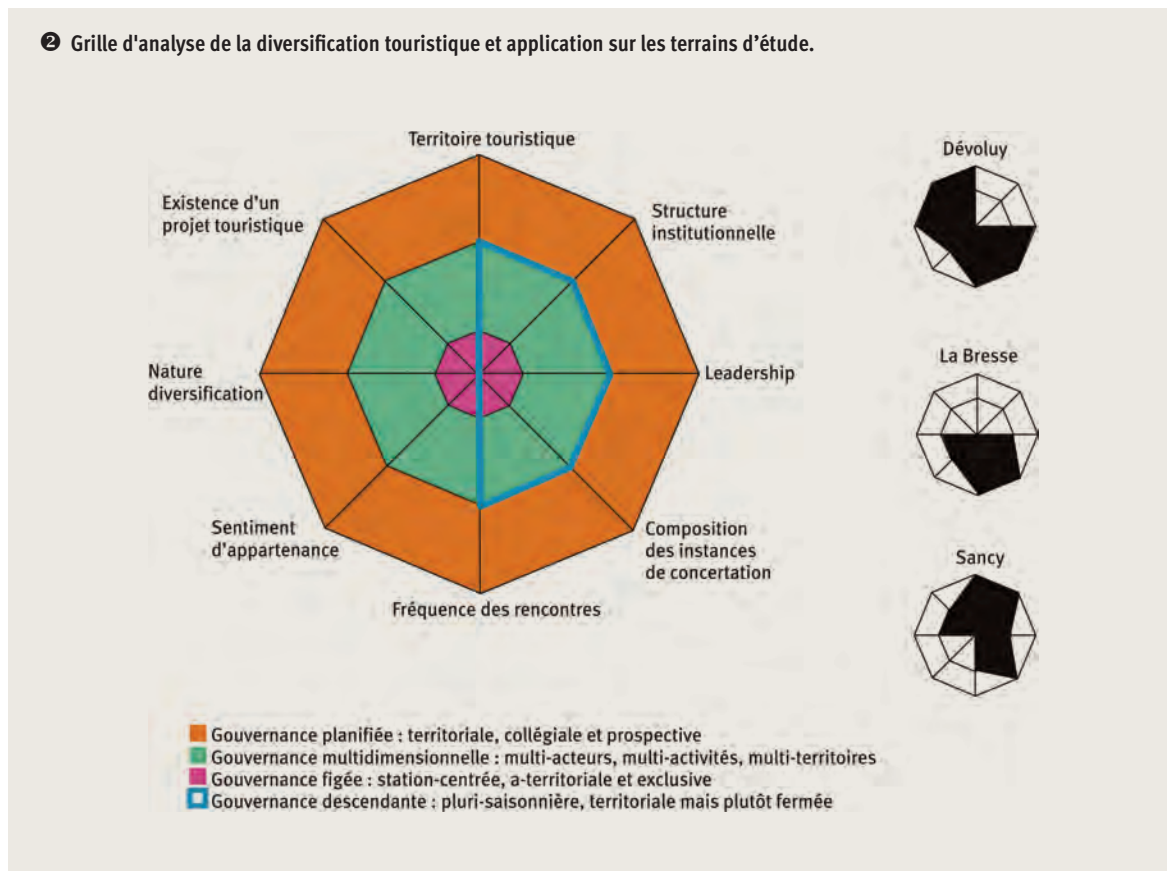 ❷ Grille d'analyse de la diversification touristique et application sur les terrains d'étude.
Territoire touristique
Existence d'un
projet touristique
Structure
institutionnelle
Nature
diversification
Leadership
Sentiment
d'appartenance
Composition
des instances
de concertation
Fréquence des rencontres
Dévoluy
La Bresse
Sancy
Gouvernance planifiée : territoriale, collégiale et prospective
Gouvernance multidimensionnelle : multi-acteurs, multi-activités, multi-territoires
Gouvernance figée : station-centrée, a-territoriale et exclusive
Gouvernance descendante : pluri-saisonnière, territoriale mais plutôt fermée